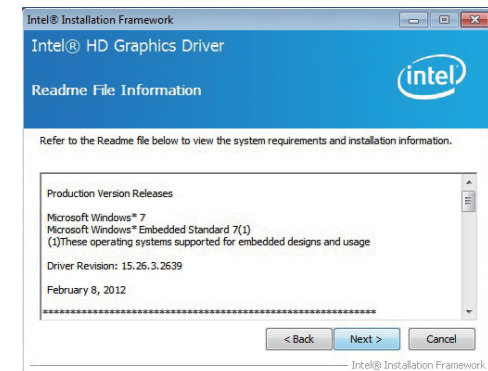 Intel® Installation Framework
Intel® HD Graphics Driver
intel
Readme File Information
Refer to the Readme file below to view the system requirements and installation information.
Production Version Releases
Microsoft Windows* 7
Microsoft Windows* Embedded Standard 7(1)
(1)These operating systems supported for embedded designs and usage
Driver Revision: 15.26.3.2639
February 8, 2012
****************************************************************
< Back Next > Cancel
Intel® Installation Framework